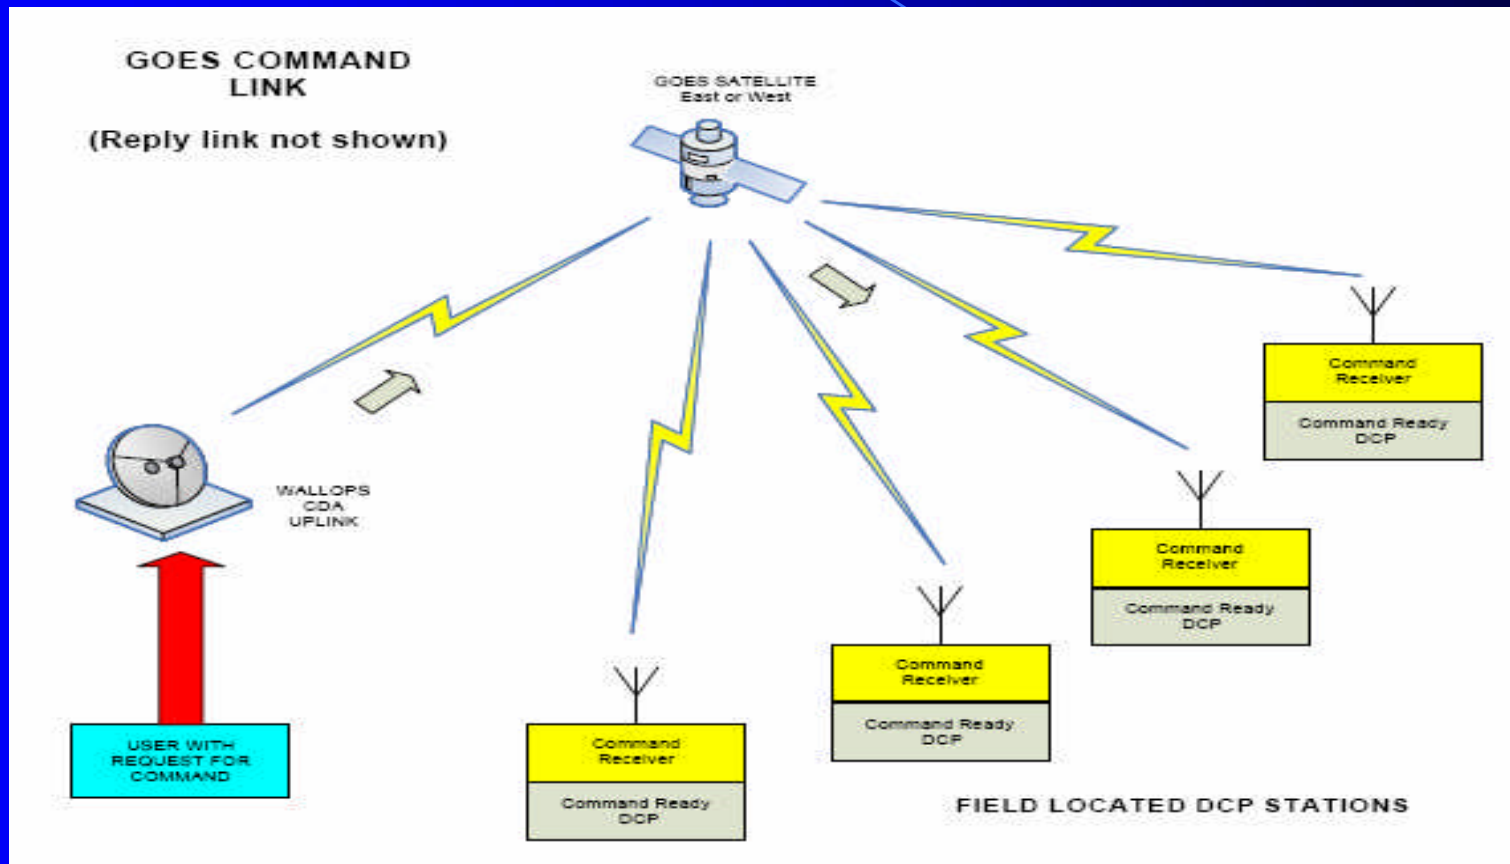 GOES COMMAND
LINK
(Reply link not shown)
GOES SATELLITE
East or West
WALLOPS
CDA
UPLINK
USER WITH
REQUEST FOR
COMMAND
Command
Receiver
Command Ready
DCP
Command
Receiver
Command Ready
DCP
Command
Receiver
Command Ready
DCP
Command
Receiver
Command Ready
DCP
FIELD LOCATED DCP STATIONS